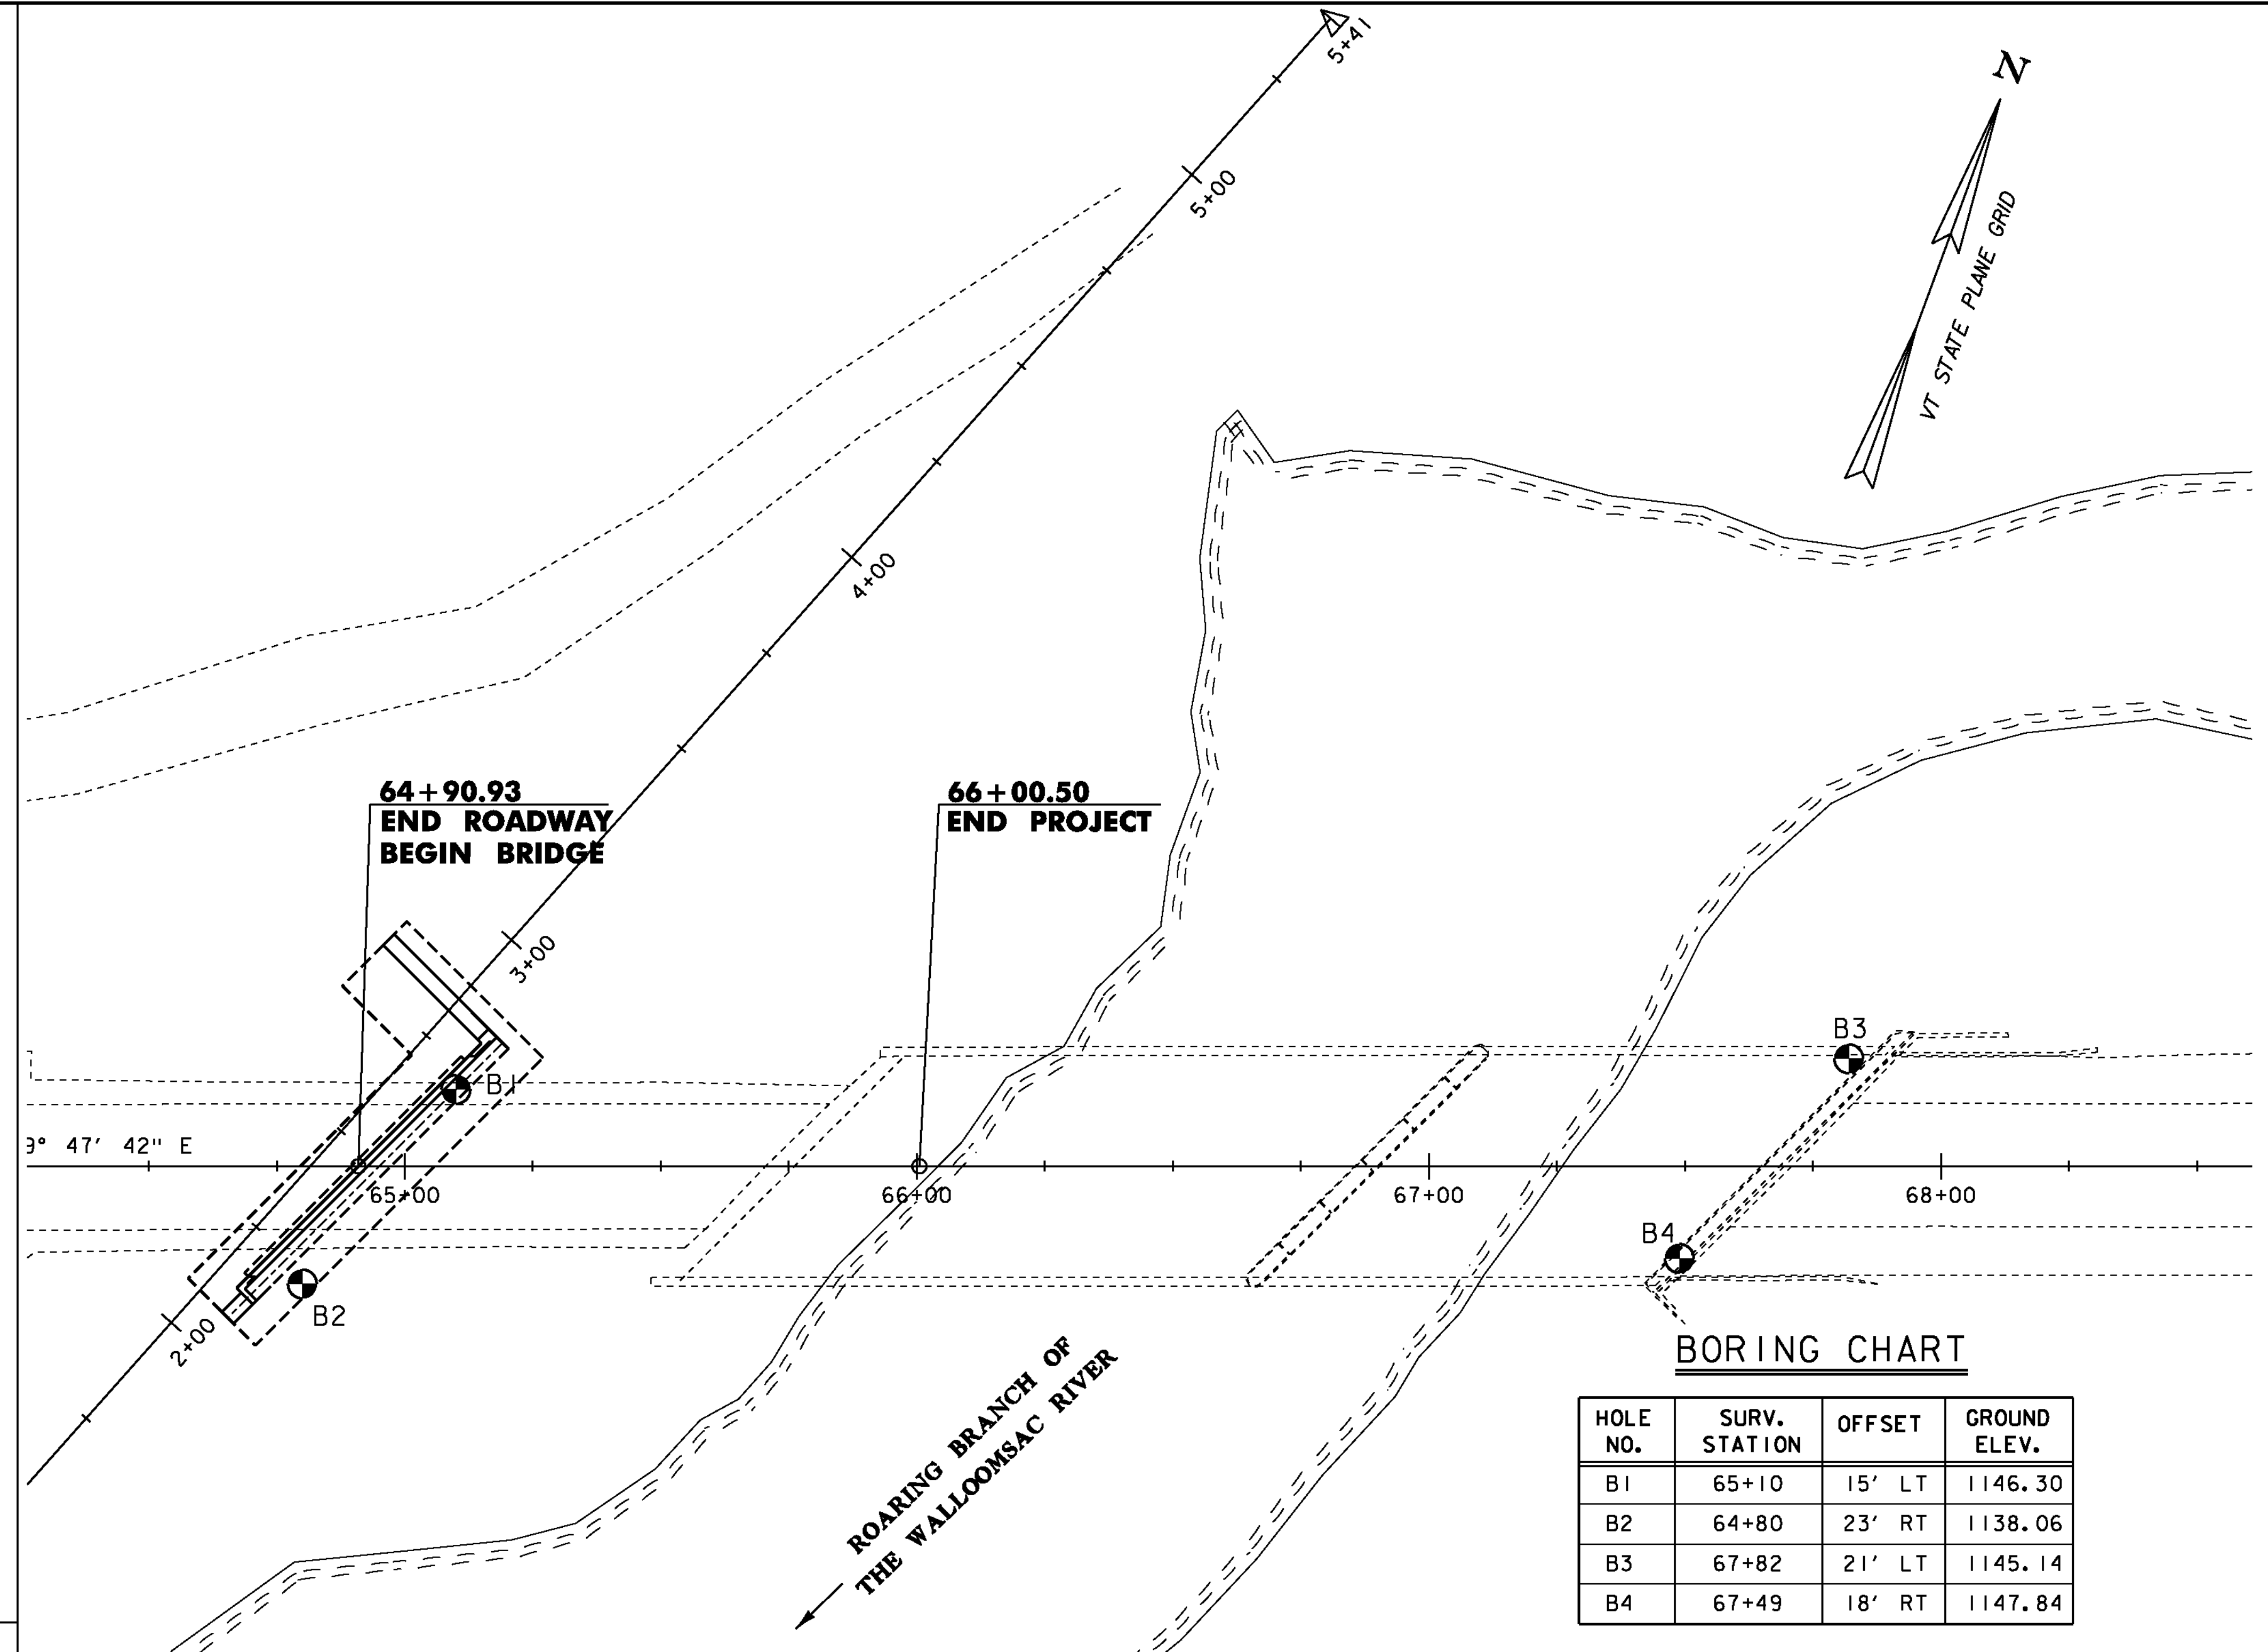 5+41
N
VT STATE PLANE GRID
5+00
4+00
64+90.93
END ROADWAY
BEGIN BRIDGE
66+00.50
END PROJECT
3+00
B1
B3
9° 47' 42" E
65+00
66+00
67+00
68+00
B4
B2
2+00
ROARING BRANCH OF
THE WALLOOMSAC RIVER
BORING CHART
HOLE NO. SURV. STATION OFFSET GROUND ELEV.
B1 65+10 15' LT 1146.30
B2 64+80 23' RT 1138.06
B3 67+82 21' LT 1145.14
B4 67+49 18' RT 1147.84